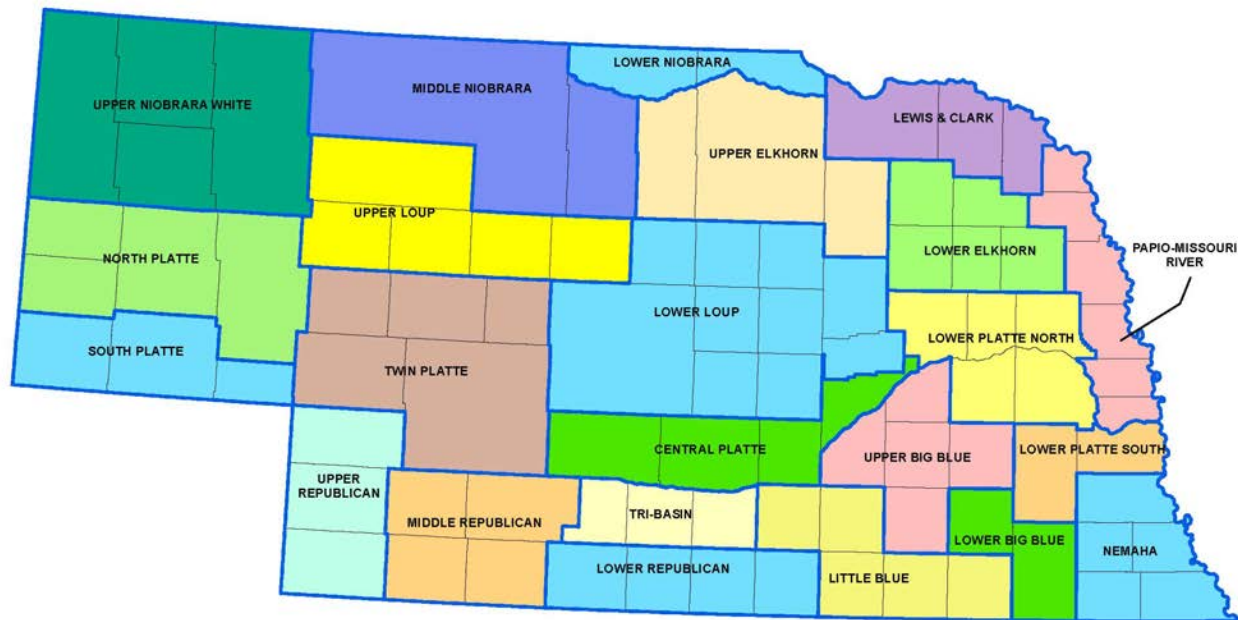 LOWER NIOBRARA
MIDDLE NIOBRARA
UPPER NIOBRARA WHITE
LEWIS & CLARK
UPPER ELKHORN
UPPER LOUP
NORTH PLATTE
LOWER ELKHORN
PAPIO-MISSOURI
RIVER
SOUTH PLATTE
LOWER LOUP
LOWER PLATTE NORTH
TWIN PLATTE
CENTRAL PLATTE
UPPER BIG BLUE
LOWER PLATTE SOUTH
UPPER
REPUBLICAN
MIDDLE REPUBLICAN
TRI-BASIN
LOWER BIG BLUE
NEMAHA
LOWER REPUBLICAN
LITTLE BLUE